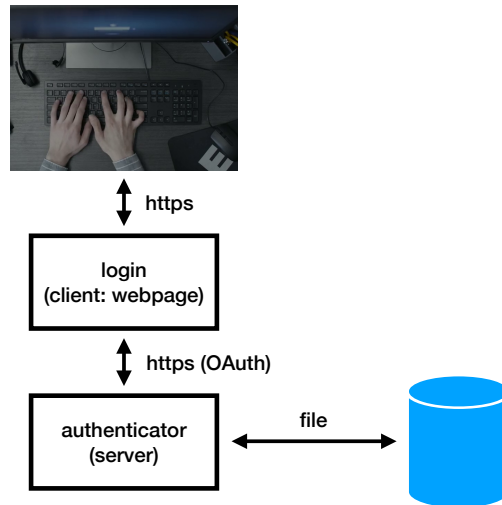 https
login
(client: webpage)
https (OAuth)
authenticator
(server)
file